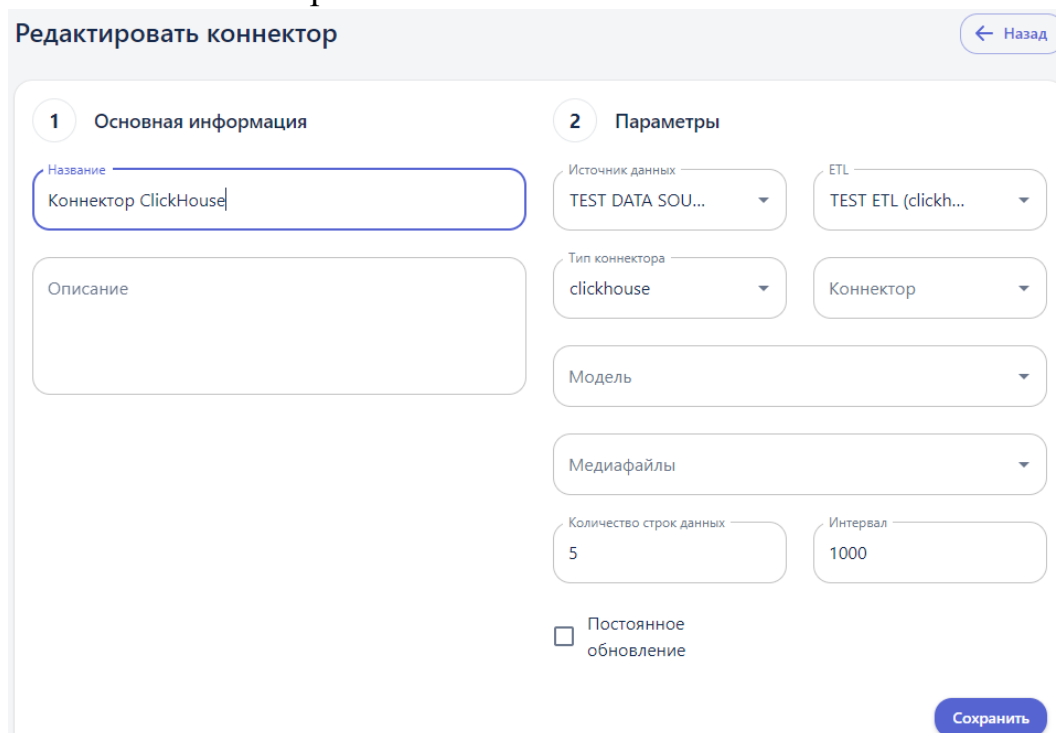 Редактировать коннектор
Назад
1 Основная информация
Название
Коннектор ClickHouse
Описание
2 Параметры
Источник данных
TEST DATA SOU...
ETL
TEST ETL (clickh...
Тип коннектора
clickhouse
Коннектор
Модель
Медиафайлы
Количество строк данных
5
Интервал
1000
Постоянное
обновление
Сохранить